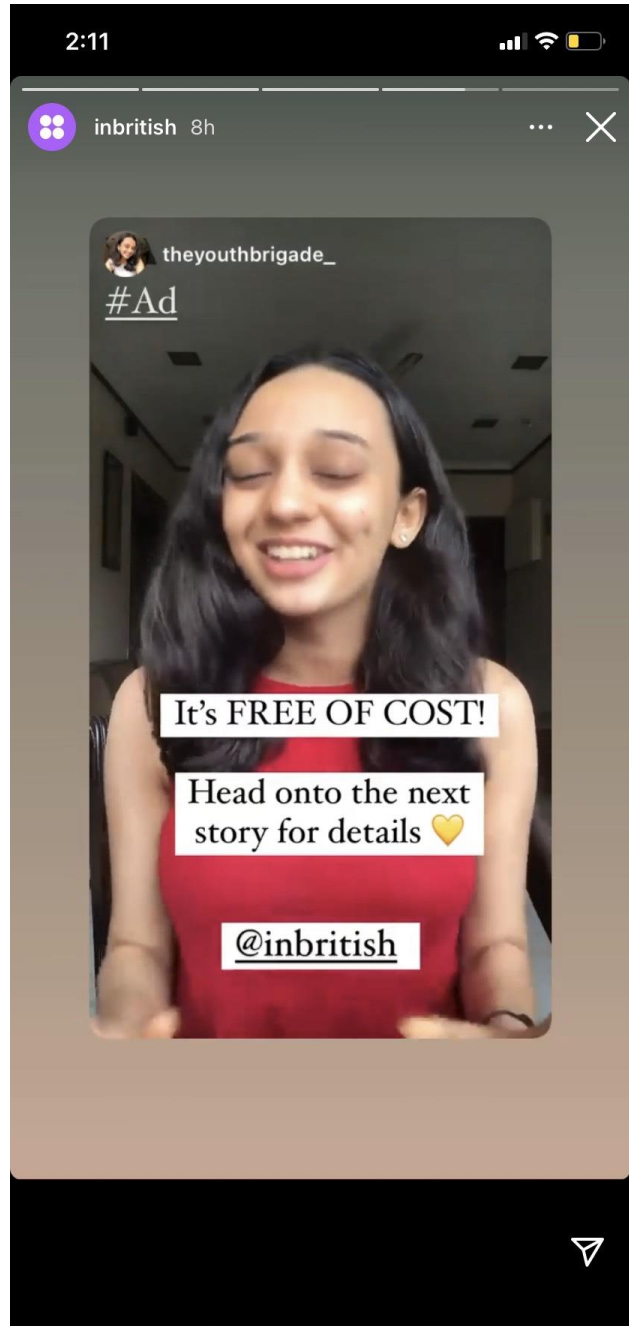 2:11
inbritish 8h
theyouthbrigade_
#Ad
It's FREE OF COST!
Head onto the next
story for details 💛
@inbritish